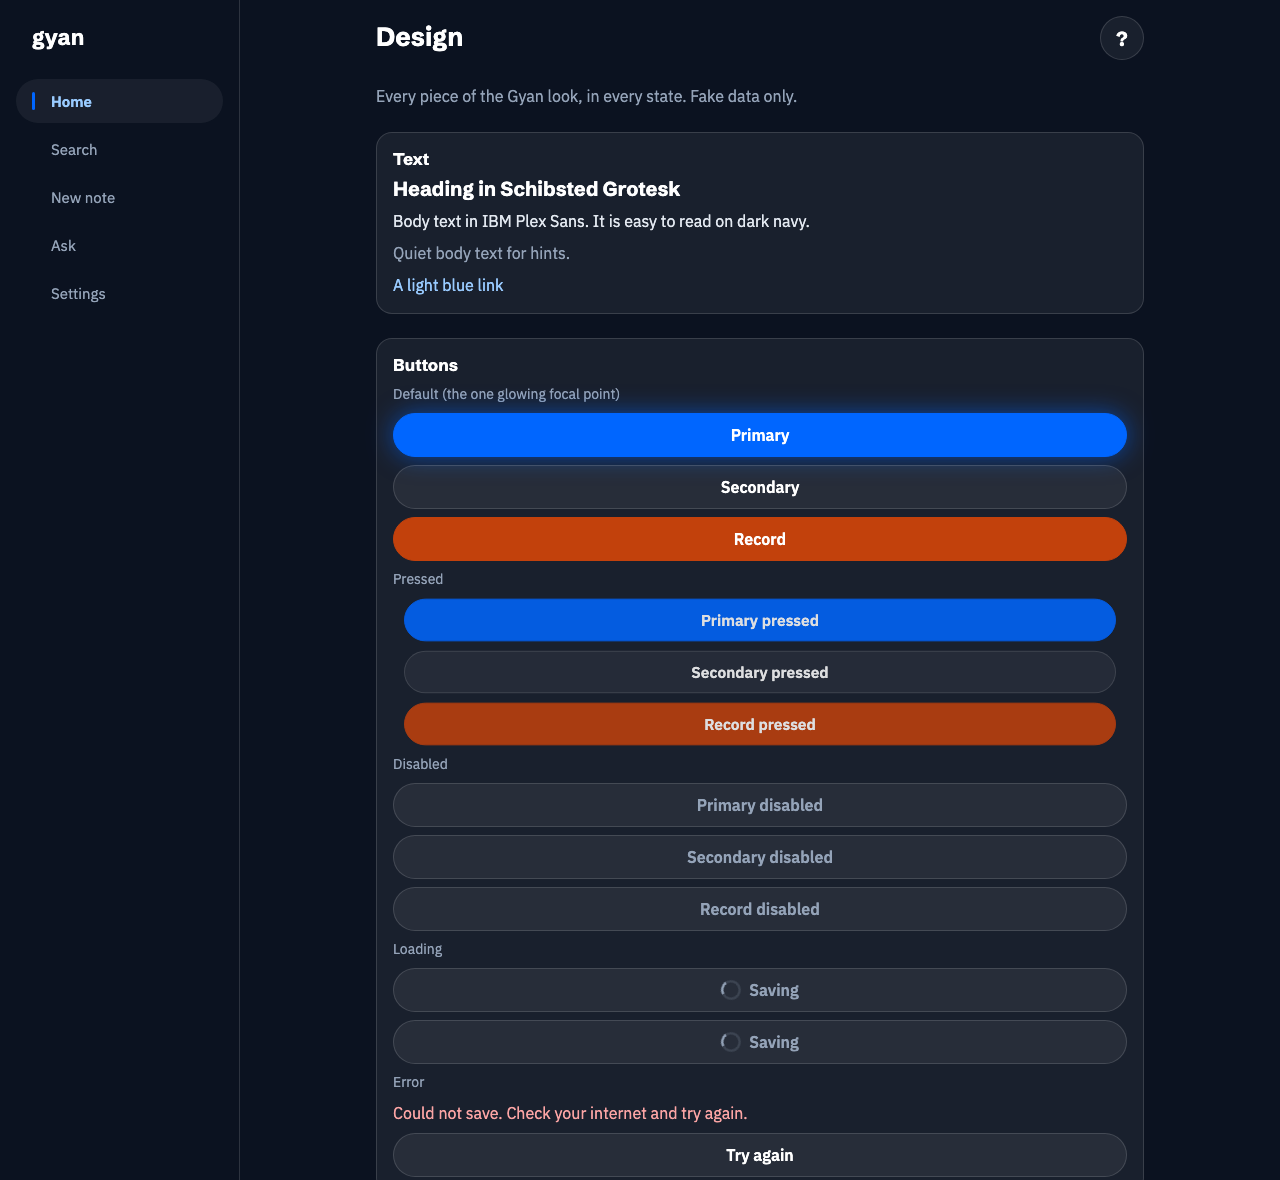 gyan
Home
Search
New note
Ask
Settings
Design
?
Every piece of the Gyan look, in every state. Fake data only.
Text
Heading in Schibsted Grotesk
Body text in IBM Plex Sans. It is easy to read on dark navy.
Quiet body text for hints.
A light blue link
Buttons
Default (the one glowing focal point)
Primary
Secondary
Record
Pressed
Primary pressed
Secondary pressed
Record pressed
Disabled
Primary disabled
Secondary disabled
Record disabled
Loading
Saving
Saving
Error
Could not save. Check your internet and try again.
Try again